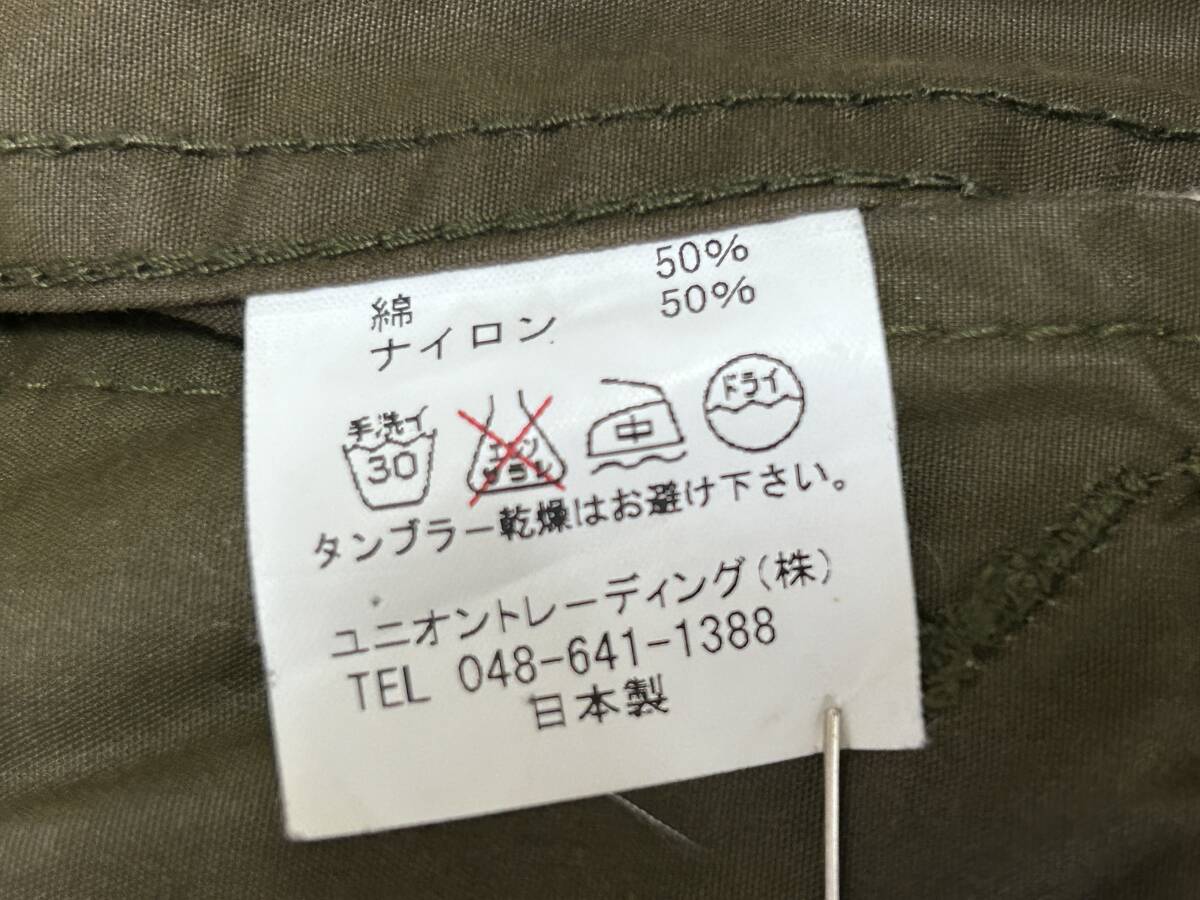 綿 50%
ナイロン 50%
手洗イ 30 エンソサラシ 中 ドライ
タンブラー乾燥はお避け下さい。
ユニオントレーディング(株)
TEL 048-641-1388
日本製